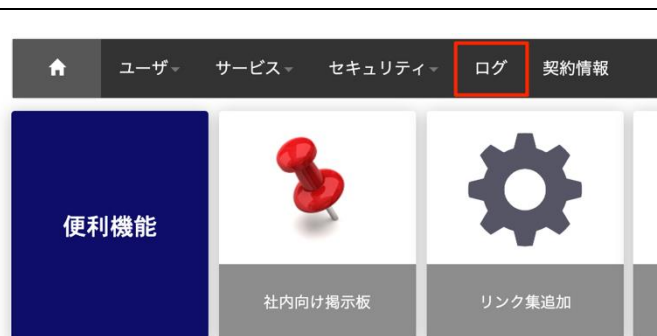 ユーザ サービス セキュリティ ログ 契約情報
便利機能
社内向け掲示板 リンク集追加